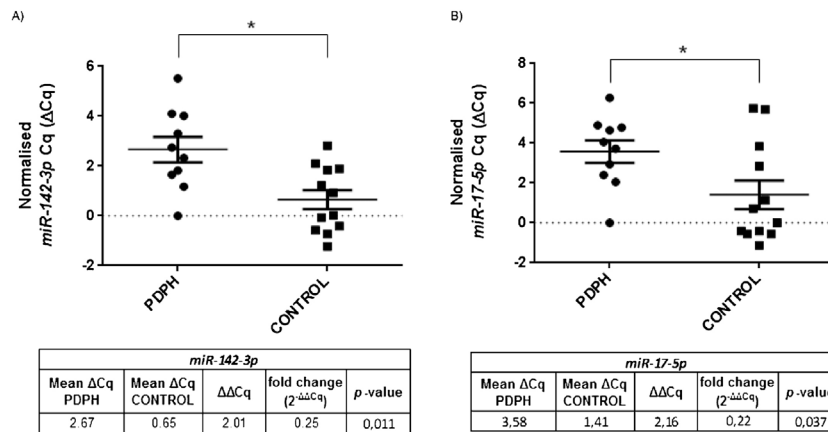 A)
*
Normalised
miR-142-3p Cq (ΔCq)
6
4
2
0
-2
PDPH
CONTROL
miR-142-3p
Mean ΔCq PDPH Mean ΔCq CONTROL ΔΔCq fold change (2-ΔΔCq) p-value
2.67 0.65 2.01 0.25 0,011
B)
*
Normalised
miR-17-5p Cq (ΔCq)
8
6
4
2
0
-2
PDPH
CONTROL
miR-17-5p
Mean ΔCq PDPH Mean ΔCq CONTROL ΔΔCq fold change (2-ΔΔCq) p-value
3,58 1,41 2,16 0,22 0,037